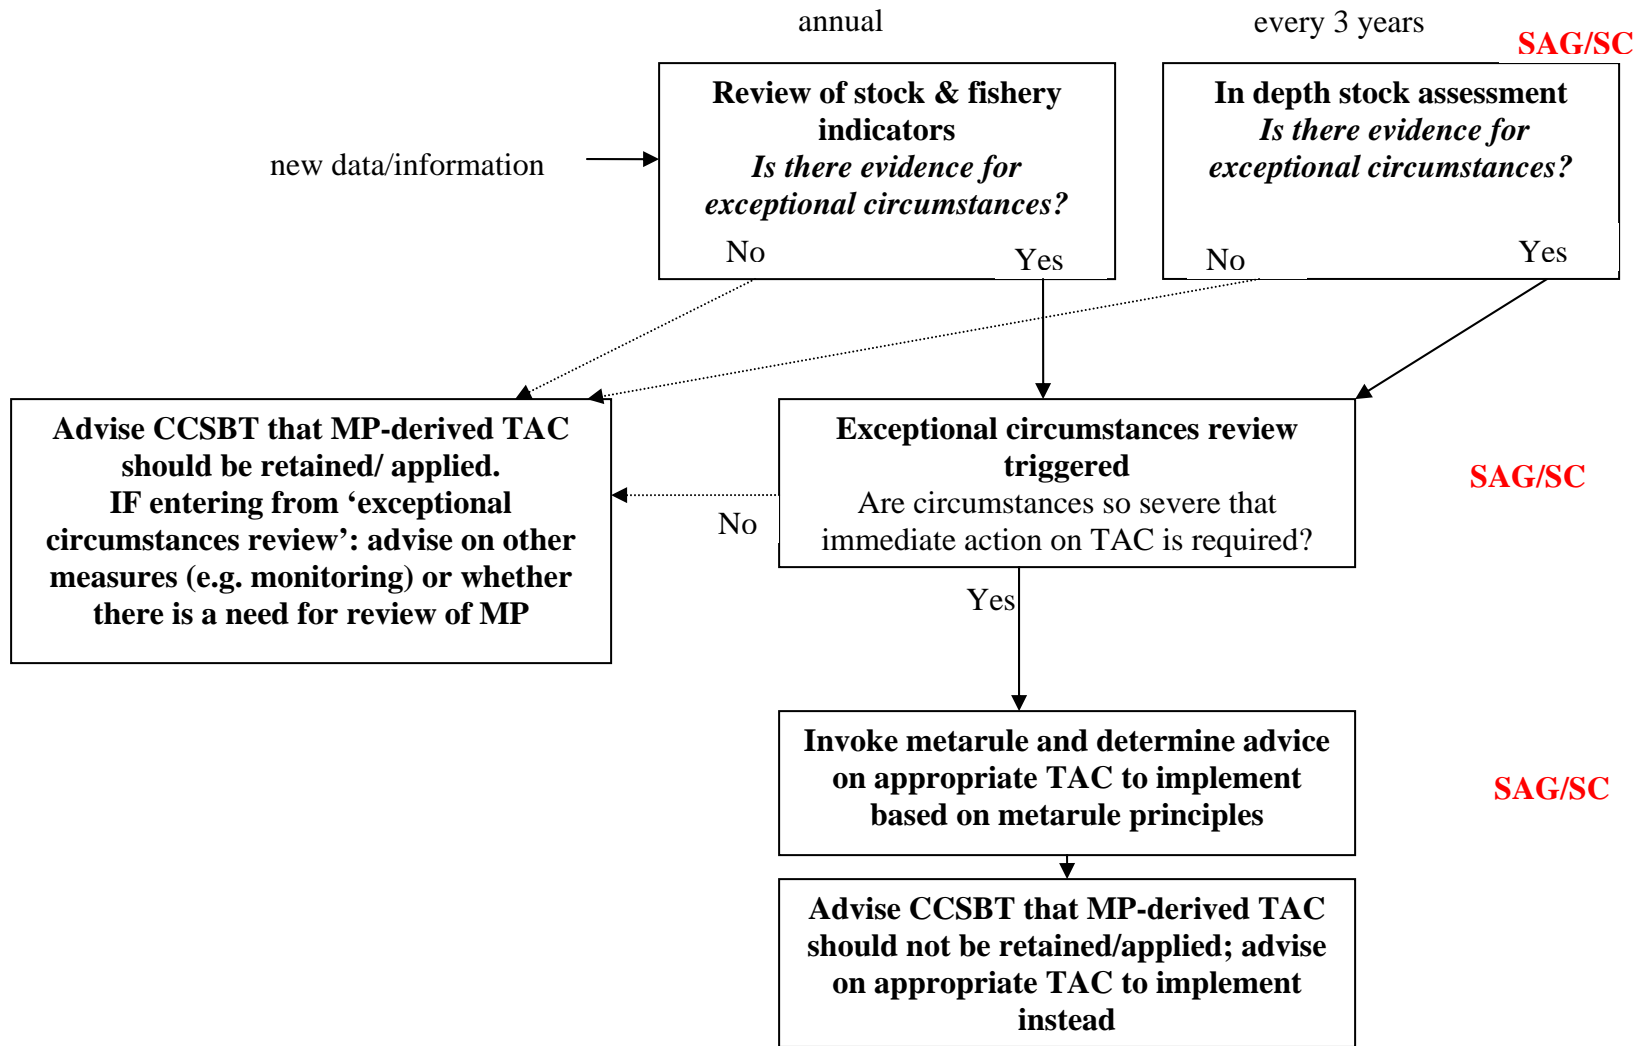 annual
every 3 years
SAG/SC
Review of stock & fishery
indicators
Is there evidence for
exceptional circumstances?
No
Yes
In depth stock assessment
Is there evidence for
exceptional circumstances?
No
Yes
new data/information
Advise CCSBT that MP-derived TAC
should be retained/ applied.
IF entering from ‘exceptional
circumstances review’: advise on other
measures (e.g. monitoring) or whether
there is a need for review of MP
No
Exceptional circumstances review
triggered
Are circumstances so severe that
immediate action on TAC is required?
SAG/SC
Yes
Invoke metarule and determine advice
on appropriate TAC to implement
based on metarule principles
SAG/SC
Advise CCSBT that MP-derived TAC
should not be retained/applied; advise
on appropriate TAC to implement
instead